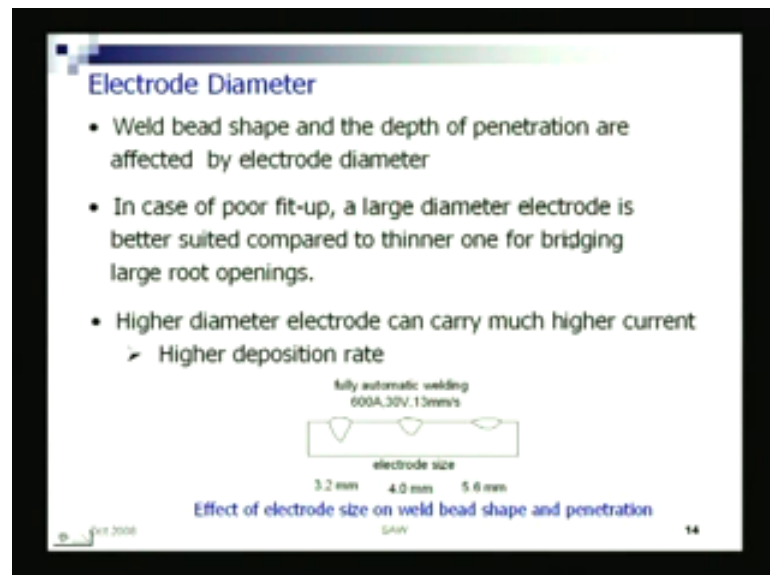 Electrode Diameter
• Weld bead shape and the depth of penetration are
affected by electrode diameter
• In case of poor fit-up, a large diameter electrode is
better suited compared to thinner one for bridging
large root openings.
• Higher diameter electrode can carry much higher current
➢ Higher deposition rate
fully automatic welding
600A,30V,13mm/s
electrode size
3.2 mm 4.0 mm 5.6 mm
Effect of electrode size on weld bead shape and penetration
Oct 2008 SAW 14